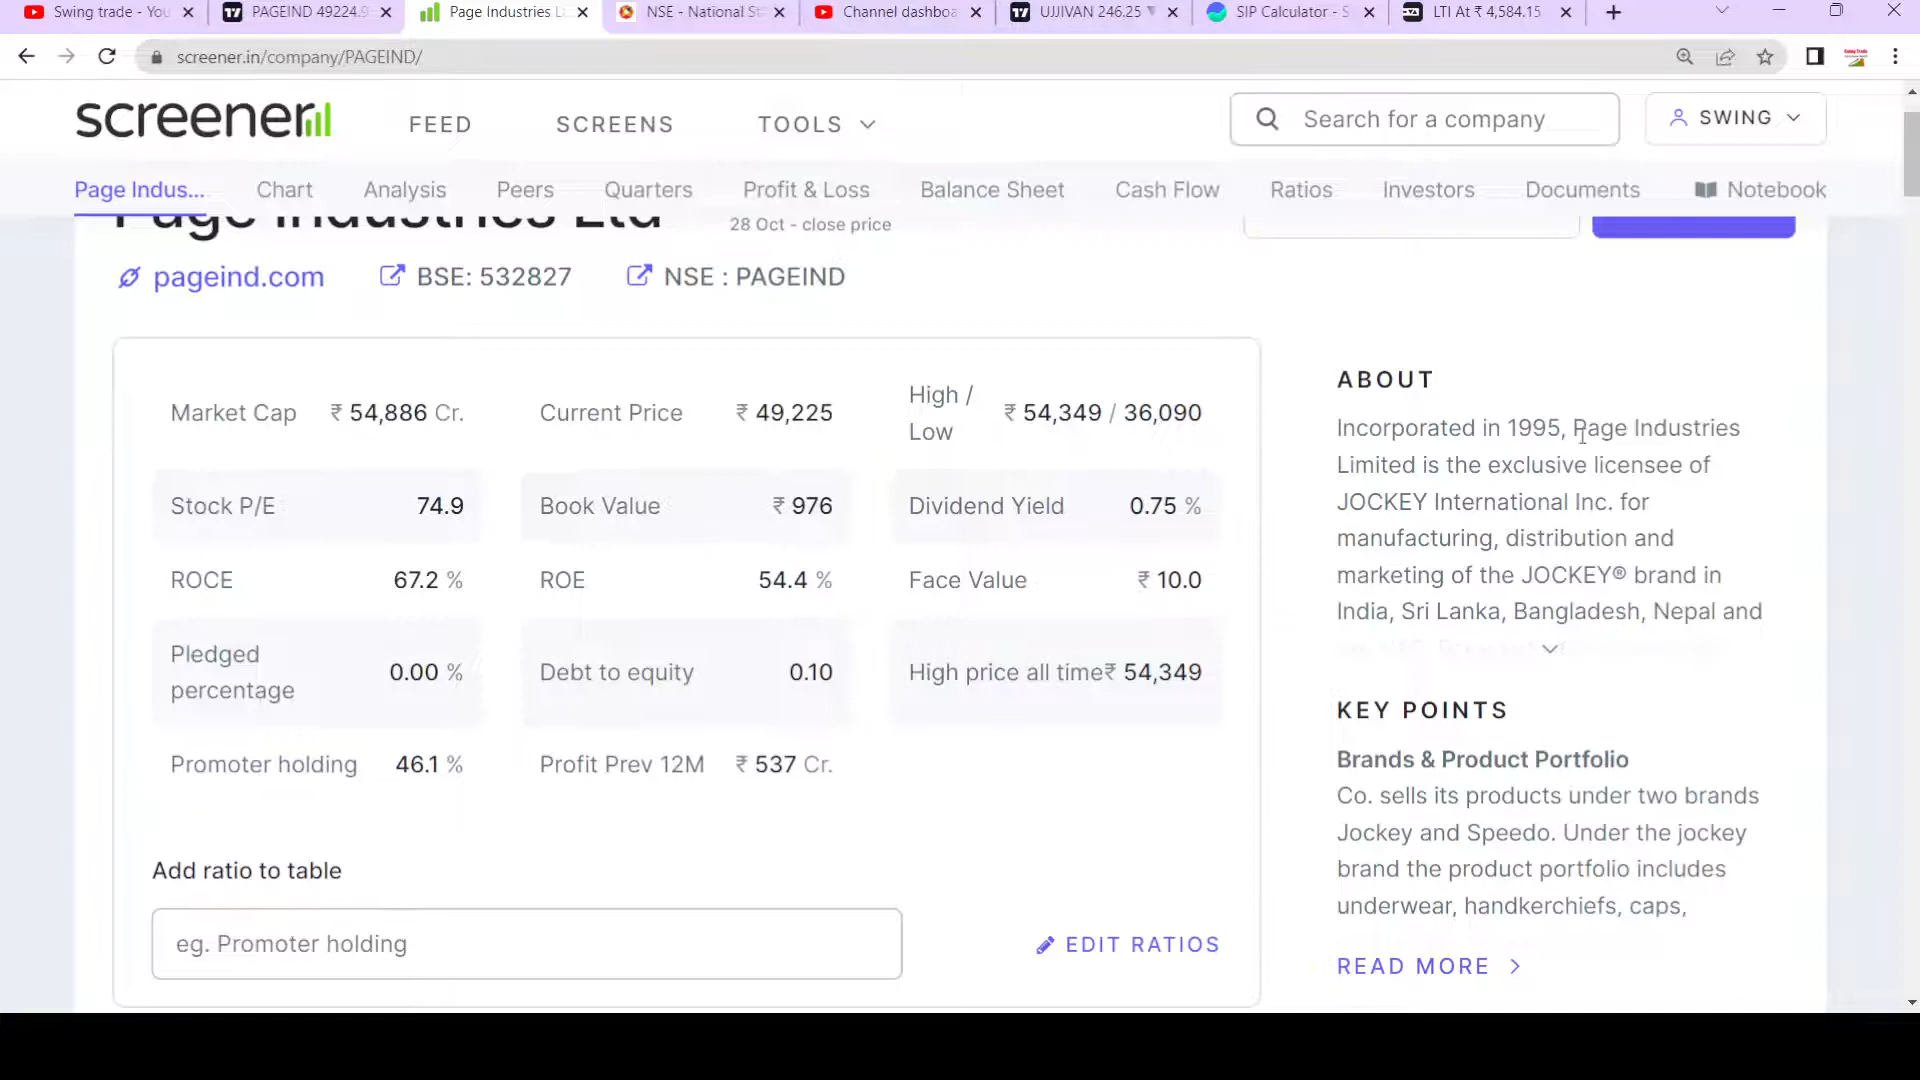 Swing trade - You
PAGEIND 49224.9
Page Industries L
NSE - National St
Channel dashboa
UJJIVAN 246.25
SIP Calculator - S
LTI At ₹ 4,584.15
screener.in/company/PAGEIND/
screener
FEED
SCREENS
TOOLS
Search for a company
SWING
Page Indus...
Chart
Analysis
Peers
Quarters
Profit & Loss
Balance Sheet
Cash Flow
Ratios
Investors
Documents
Notebook
Page Industries Ltd
28 Oct - close price
pageind.com
BSE: 532827
NSE : PAGEIND
Market Cap ₹ 54,886 Cr.
Current Price ₹ 49,225
High / Low ₹ 54,349 / 36,090
Stock P/E 74.9
Book Value ₹ 976
Dividend Yield 0.75 %
ROCE 67.2 %
ROE 54.4 %
Face Value ₹ 10.0
Pledged percentage 0.00 %
Debt to equity 0.10
High price all time ₹ 54,349
Promoter holding 46.1 %
Profit Prev 12M ₹ 537 Cr.
Add ratio to table
eg. Promoter holding
EDIT RATIOS
ABOUT
Incorporated in 1995, Page Industries
Limited is the exclusive licensee of
JOCKEY International Inc. for
manufacturing, distribution and
marketing of the JOCKEY® brand in
India, Sri Lanka, Bangladesh, Nepal and
KEY POINTS
Brands & Product Portfolio
Co. sells its products under two brands
Jockey and Speedo. Under the jockey
brand the product portfolio includes
underwear, handkerchiefs, caps,
READ MORE